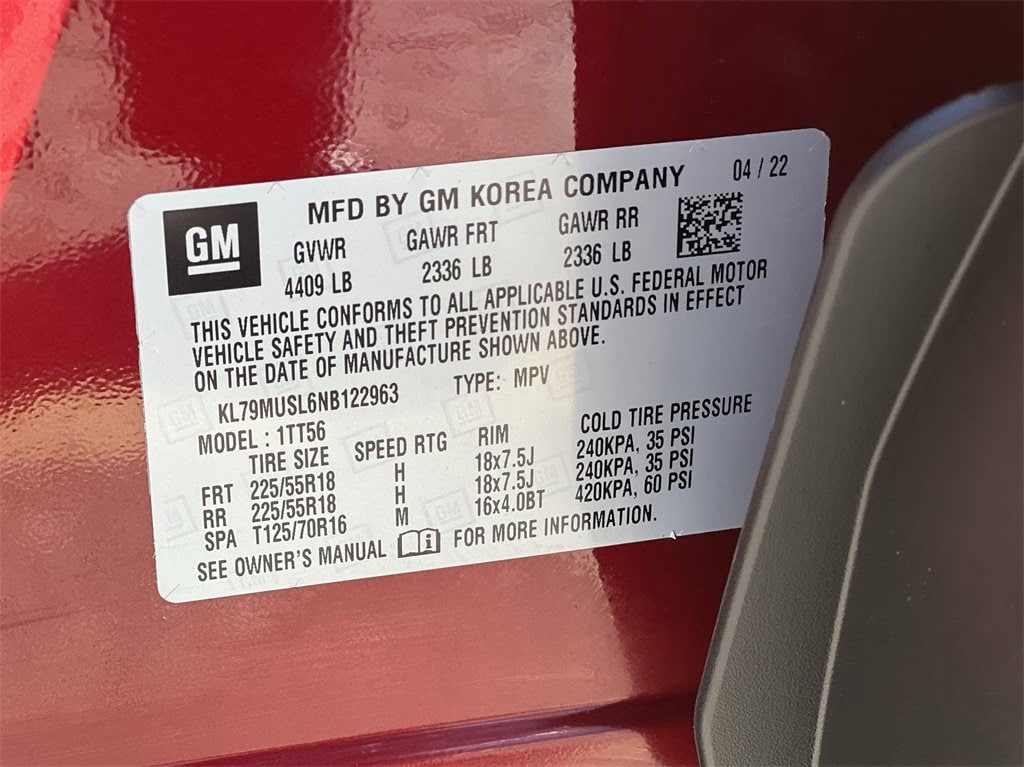 GM
MFD BY GM KOREA COMPANY 04 / 22
GVWR GAWR FRT GAWR RR
4409 LB 2336 LB 2336 LB
THIS VEHICLE CONFORMS TO ALL APPLICABLE U.S. FEDERAL MOTOR
VEHICLE SAFETY AND THEFT PREVENTION STANDARDS IN EFFECT
ON THE DATE OF MANUFACTURE SHOWN ABOVE.
KL79MUSL6NB122963 TYPE: MPV
MODEL : 1TT56
TIRE SIZE SPEED RTG RIM COLD TIRE PRESSURE
FRT 225/55R18 H 18x7.5J 240KPA, 35 PSI
RR 225/55R18 H 18x7.5J 240KPA, 35 PSI
SPA T125/70R16 M 16x4.0BT 420KPA, 60 PSI
SEE OWNER'S MANUAL i FOR MORE INFORMATION.